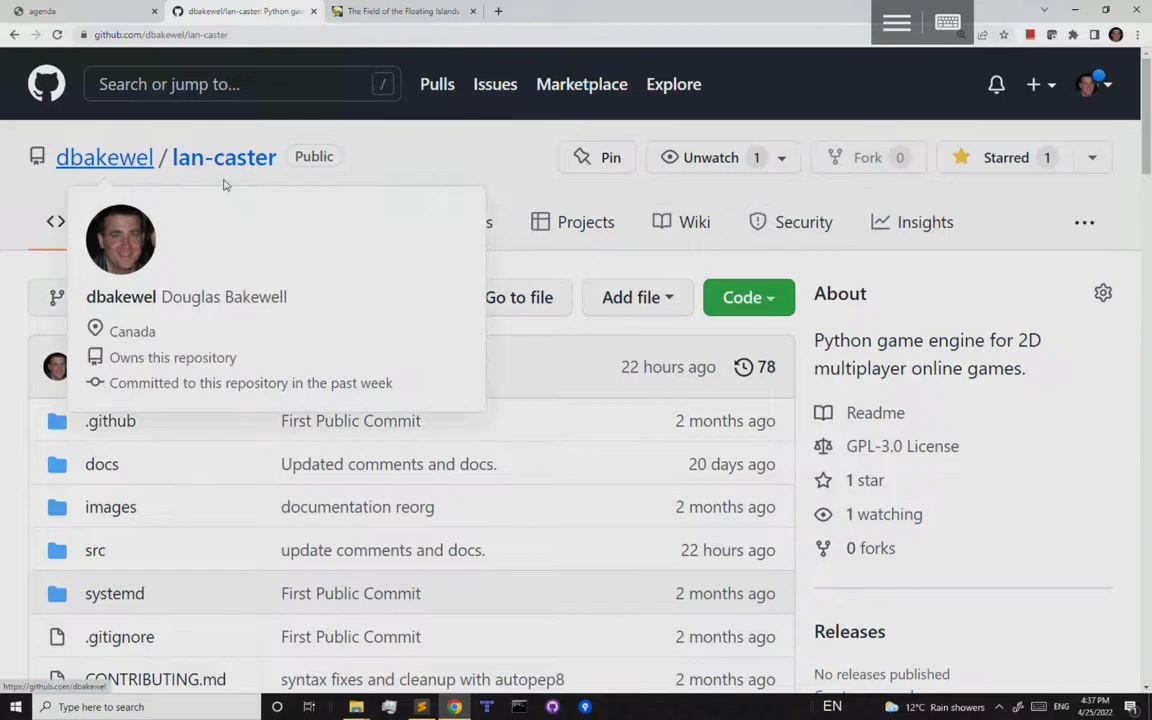 agenda
dbakewel/lan-caster: Python gam
The Field of the Floating Islands
github.com/dbakewel/lan-caster
Search or jump to...
/
Pulls
Issues
Marketplace
Explore
dbakewel / lan-caster
Public
Pin
Unwatch 1
Fork 0
Starred 1
<>
s
Projects
Wiki
Security
Insights
dbakewel Douglas Bakewell
Canada
Owns this repository
Committed to this repository in the past week
Go to file
Add file
Code
22 hours ago
78
.github First Public Commit 2 months ago
docs Updated comments and docs. 20 days ago
images documentation reorg 2 months ago
src update comments and docs. 22 hours ago
systemd First Public Commit 2 months ago
.gitignore First Public Commit 2 months ago
CONTRIBUTING.md syntax fixes and cleanup with autopep8 2 months ago
About
Python game engine for 2D
multiplayer online games.
Readme
GPL-3.0 License
1 star
1 watching
0 forks
Releases
No releases published
https://github.com/dbakewel
Type here to search
EN
12°C Rain showers
ENG
4:37 PM
4/25/2022
1